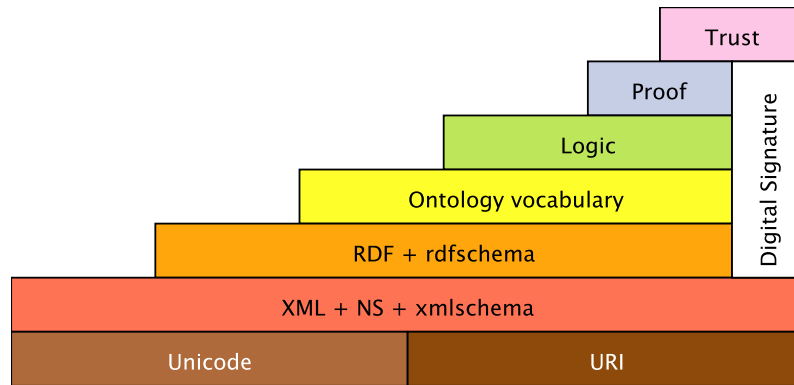 Trust
Proof
Digital Signature
Logic
Ontology vocabulary
RDF + rdfschema
XML + NS + xmlschema
Unicode
URI